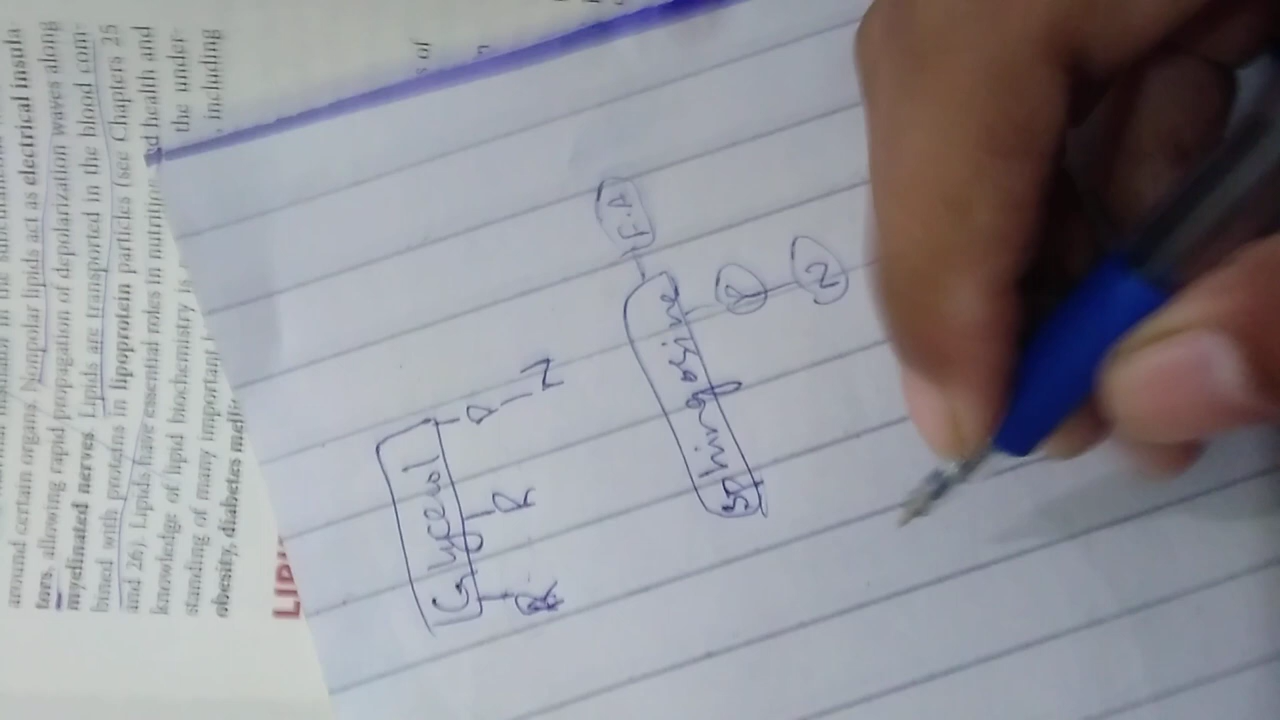 around certain organs. Nonpolar lipids act as electrical insula
tors, allowing rapid propagation of depolarization waves along
myelinated nerves. Lipids are transported in the blood com-
bined with proteins in lipoprotein particles (see Chapters 25
and 26). Lipids have essential roles in nutrition and health and
knowledge of lipid biochemistry is the under-
standing of many important including
obesity, diabetes mel
LIP
s of
n
Glycerol
R R P - N
F.A
Sphingosine
P
N